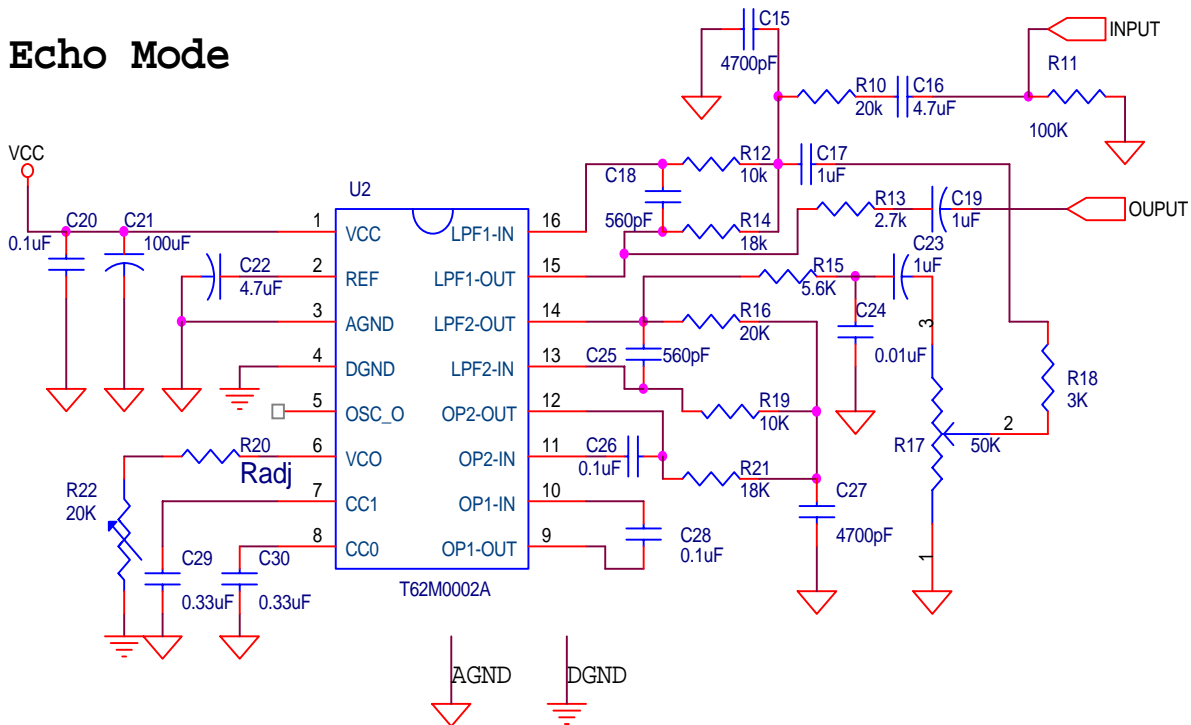 Echo Mode
C15
4700pF
INPUT
R11
100K
R10
20k
C16
4.7uF
VCC
R12
10k
C17
1uF
C18
560pF
R14
18k
R13
2.7k
C19
1uF
OUPUT
C20
0.1uF
C21
100uF
U2
1 VCC LPF1-IN 16
2 REF LPF1-OUT 15
3 AGND LPF2-OUT 14
4 DGND LPF2-IN 13
5 OSC_O OP2-OUT 12
6 VCO OP2-IN 11
7 CC1 OP1-IN 10
8 CC0 OP1-OUT 9
T62M0002A
C22
4.7uF
C23
1uF
R15
5.6K
R16
20K
C24
0.01uF
C25
560pF
3
R18
3K
R19
10K
R17
50K
2
1
R20
Radj
C26
0.1uF
R21
18K
C27
4700pF
R22
20K
C28
0.1uF
C29
0.33uF
C30
0.33uF
AGND
DGND